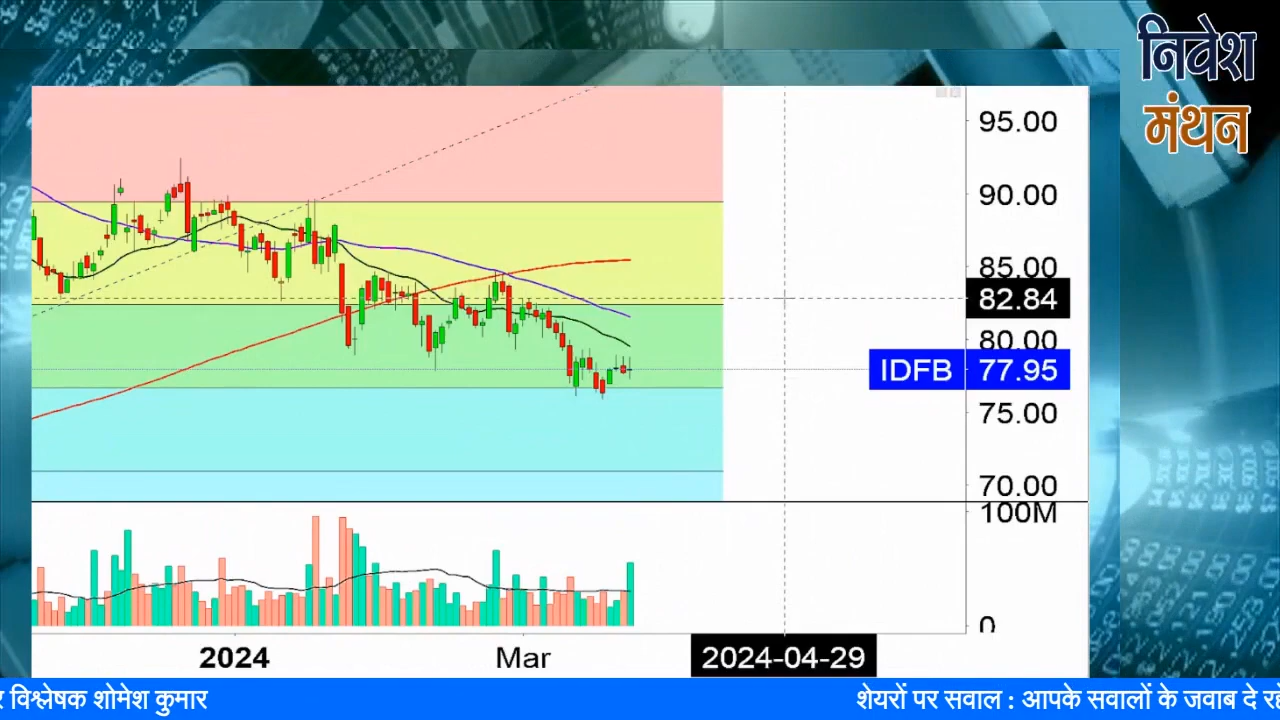 निवेश
मंथन
95.00
90.00
85.00
82.84
80.00
IDFB 77.95
75.00
70.00
100M
0
2024 Mar 2024-04-29
विश्लेषक शोमेश कुमार शेयरों पर सवाल : आपके सवालों के जवाब दे